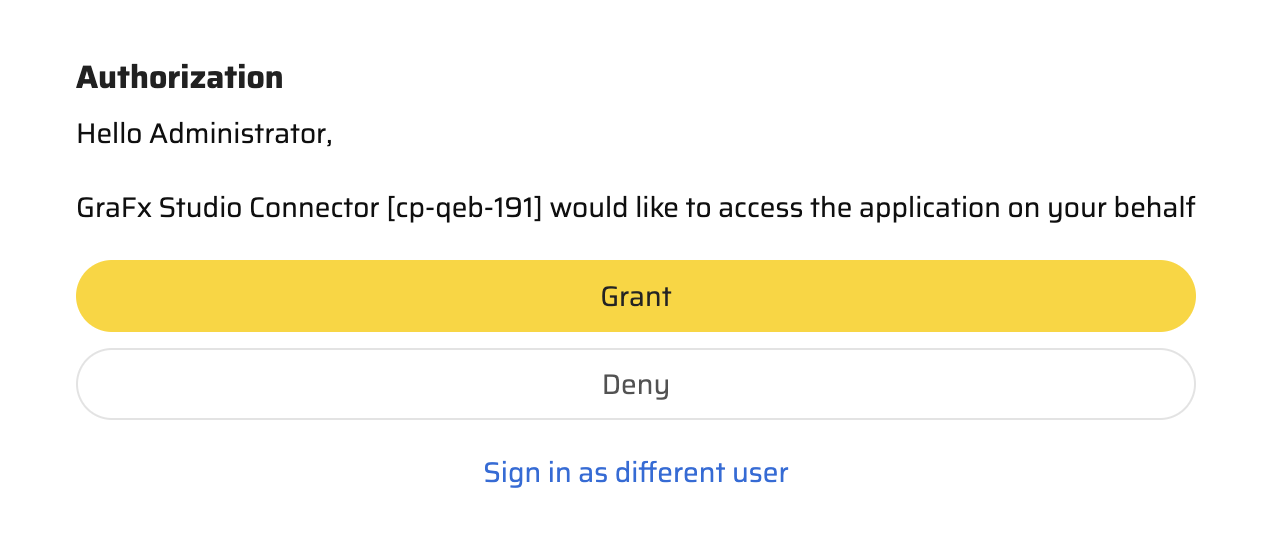 Authorization
Hello Administrator,
GraFx Studio Connector [cp-qeb-191] would like to access the application on your behalf
Grant
Deny
Sign in as different user